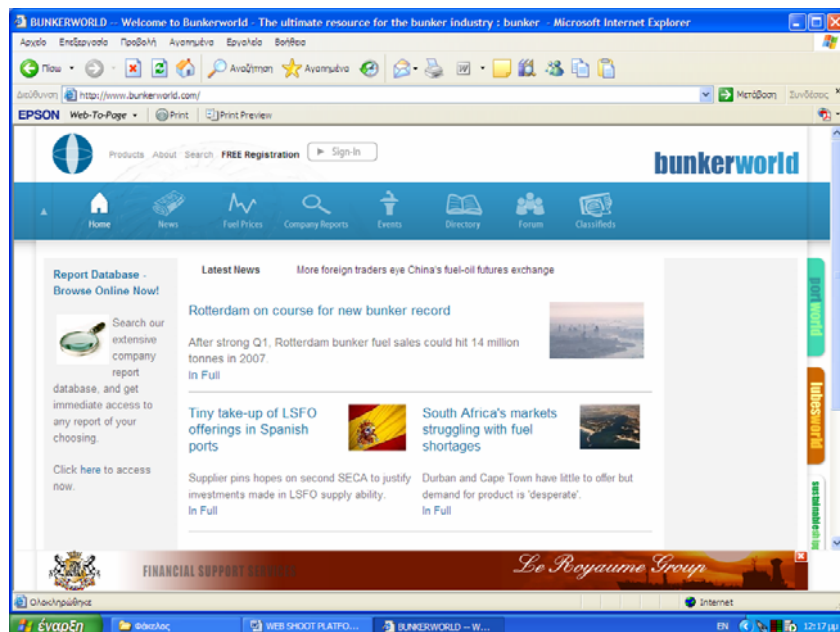 BUNKERWORLD -- Welcome to Bunkerworld - The ultimate resource for the bunker industry : bunker - Microsoft Internet Explorer
Αρχείο Επεξεργασία Προβολή Αγαπημένα Εργαλεία Βοήθεια
Πίσω Αναζήτηση Αγαπημένα
Διεύθυνση http://www.bunkerworld.com/ Μετάβαση Συνδέσεις
EPSON Web-To-Page Print Print Preview
Products About Search FREE Registration Sign-In
bunkerworld
Home News Fuel Prices Company Reports Events Directory Forum Classifieds
Report Database -
Browse Online Now!
Search our
extensive
company
report
database, and get
immediate access to
any report of your
choosing.
Click here to access
now.
Latest News More foreign traders eye China's fuel-oil futures exchange
Rotterdam on course for new bunker record
After strong Q1, Rotterdam bunker fuel sales could hit 14 million
tonnes in 2007.
In Full
Tiny take-up of LSFO
offerings in Spanish
ports
Supplier pins hopes on second SECA to justify
investments made in LSFO supply ability.
In Full
South Africa's markets
struggling with fuel
shortages
Durban and Cape Town have little to offer but
demand for product is 'desperate'.
In Full
portworld
lubesworld
sustainable
FINANCIAL SUPPORT SERVICES
Le Royaume Group
Ολοκληρώθηκε Internet
έναρξη Φάκελος WEB SHOOT PLATFO... BUNKERWORLD -- W... EN 12:17 μμ